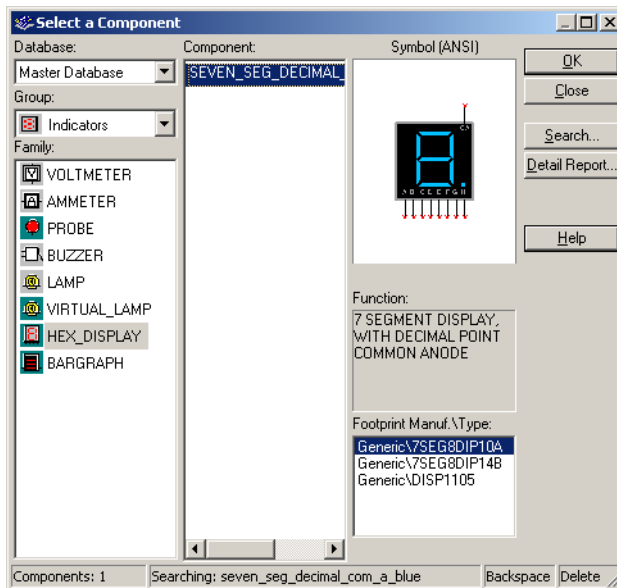 Select a Component
Database:
Master Database
Group:
Indicators
Family:
VOLTMETER
AMMETER
PROBE
BUZZER
LAMP
VIRTUAL_LAMP
HEX_DISPLAY
BARGRAPH
Component:
SEVEN_SEG_DECIMAL_
Symbol (ANSI)
CA
A B C D E F G H
Function:
7 SEGMENT DISPLAY,
WITH DECIMAL POINT
COMMON ANODE
Footprint Manuf.\Type:
Generic\7SEG8DIP10A
Generic\7SEG8DIP14B
Generic\DISP1105
OK
Close
Search...
Detail Report...
Help
Components: 1
Searching: seven_seg_decimal_com_a_blue
Backspace
Delete